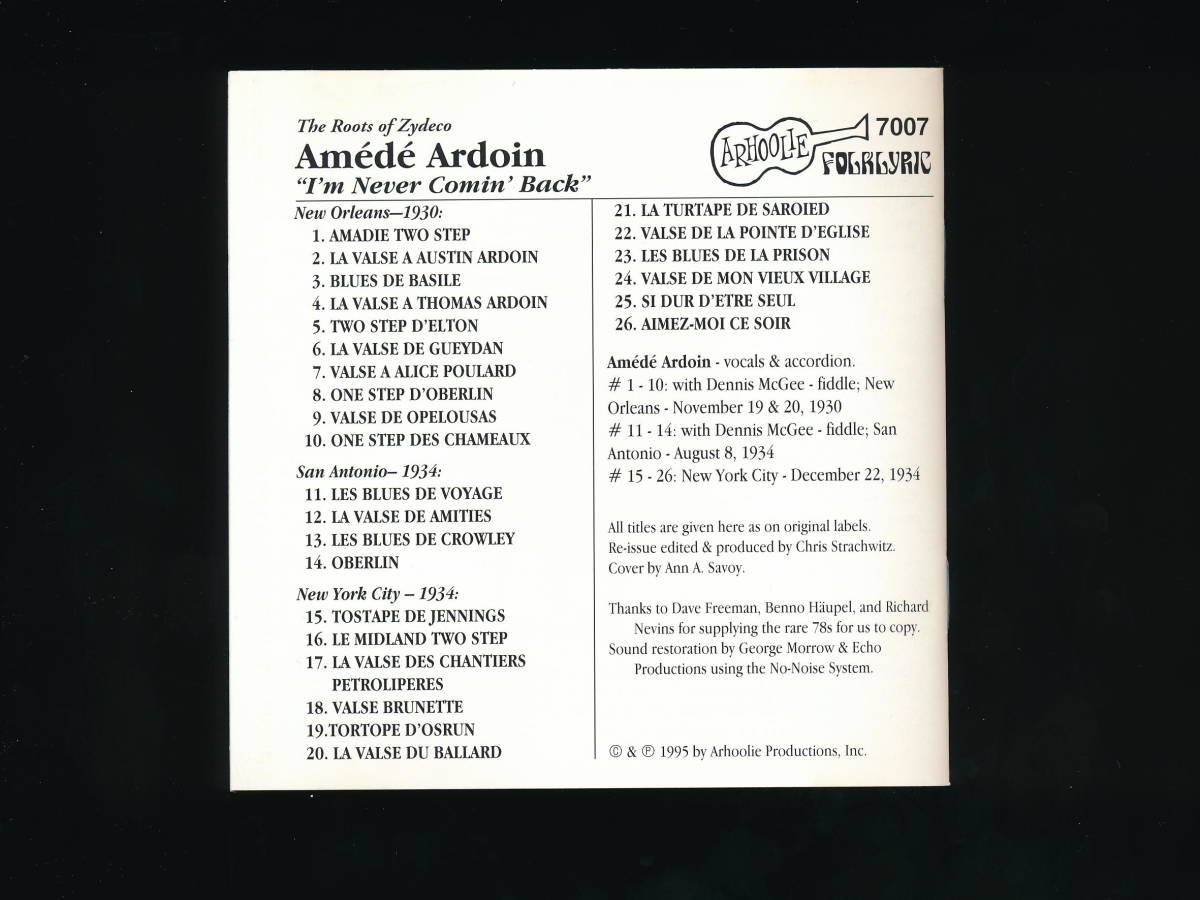 The Roots of Zydeco
Amédé Ardoin
"I'm Never Comin' Back"
ARHOOLIE
7007
FOLKLYRIC
New Orleans—1930:
1. AMADIE TWO STEP
2. LA VALSE A AUSTIN ARDOIN
3. BLUES DE BASILE
4. LA VALSE A THOMAS ARDOIN
5. TWO STEP D'ELTON
6. LA VALSE DE GUEYDAN
7. VALSE A ALICE POULARD
8. ONE STEP D'OBERLIN
9. VALSE DE OPELOUSAS
10. ONE STEP DES CHAMEAUX
San Antonio– 1934:
11. LES BLUES DE VOYAGE
12. LA VALSE DE AMITIES
13. LES BLUES DE CROWLEY
14. OBERLIN
New York City – 1934:
15. TOSTAPE DE JENNINGS
16. LE MIDLAND TWO STEP
17. LA VALSE DES CHANTIERS
PETROLIPERES
18. VALSE BRUNETTE
19.TORTOPE D'OSRUN
20. LA VALSE DU BALLARD
21. LA TURTAPE DE SAROIED
22. VALSE DE LA POINTE D'EGLISE
23. LES BLUES DE LA PRISON
24. VALSE DE MON VIEUX VILLAGE
25. SI DUR D'ETRE SEUL
26. AIMEZ-MOI CE SOIR
Amédé Ardoin - vocals & accordion.
# 1 - 10: with Dennis McGee - fiddle; New
Orleans - November 19 & 20, 1930
# 11 - 14: with Dennis McGee - fiddle; San
Antonio - August 8, 1934
# 15 - 26: New York City - December 22, 1934
All titles are given here as on original labels.
Re-issue edited & produced by Chris Strachwitz.
Cover by Ann A. Savoy.
Thanks to Dave Freeman, Benno Häupel, and Richard
Nevins for supplying the rare 78s for us to copy.
Sound restoration by George Morrow & Echo
Productions using the No-Noise System.
© & ℗ 1995 by Arhoolie Productions, Inc.